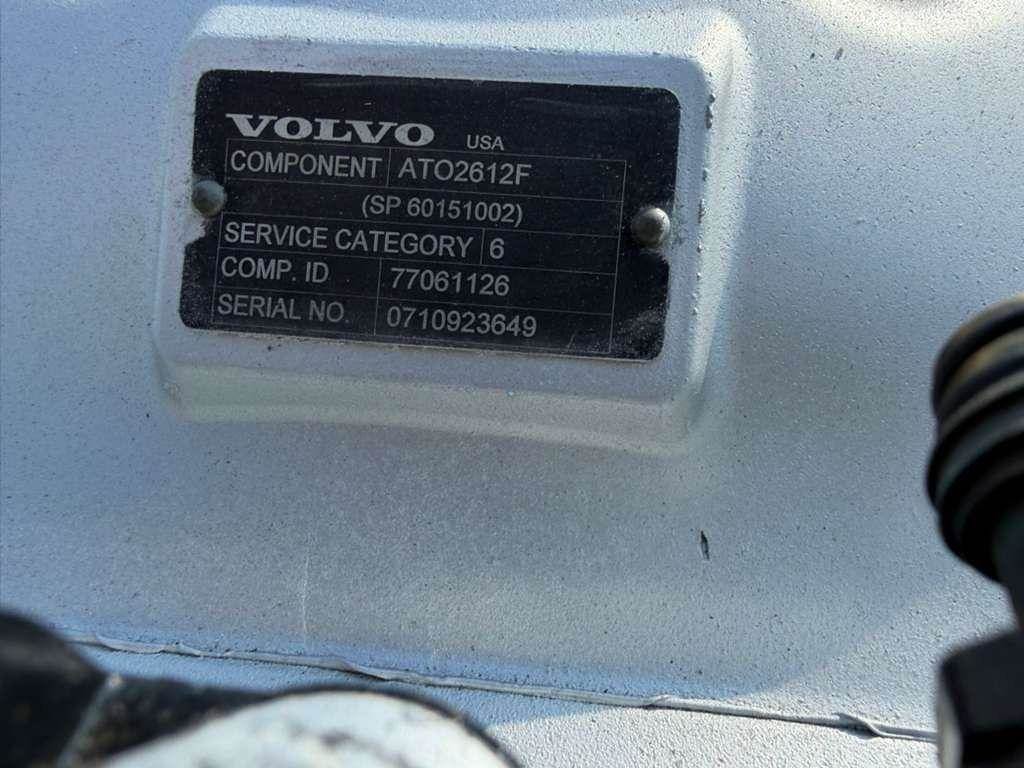 VOLVO USA
COMPONENT ATO2612F
(SP 60151002)
SERVICE CATEGORY 6
COMP. ID 77061126
SERIAL NO. 0710923649